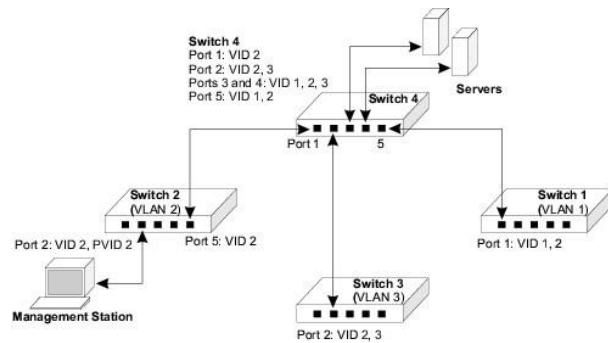 Switch 4
Port 1: VID 2
Port 2: VID 2, 3
Ports 3 and 4: VID 1, 2, 3
Port 5: VID 1, 2
Servers
Switch 4
Port 1
5
Switch 2
(VLAN 2)
Port 2: VID 2, PVID 2
Port 5: VID 2
Switch 1
(VLAN 1)
Port 1: VID 1, 2
Management Station
Switch 3
(VLAN 3)
Port 2: VID 2, 3